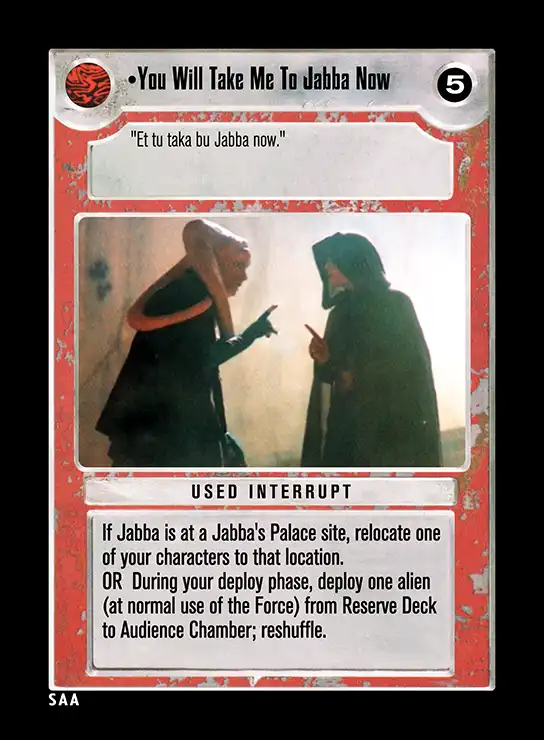 •You Will Take Me To Jabba Now
5
"Et tu taka bu Jabba now."
USED INTERRUPT
If Jabba is at a Jabba's Palace site, relocate one
of your characters to that location.
OR During your deploy phase, deploy one alien
(at normal use of the Force) from Reserve Deck
to Audience Chamber; reshuffle.
SAA